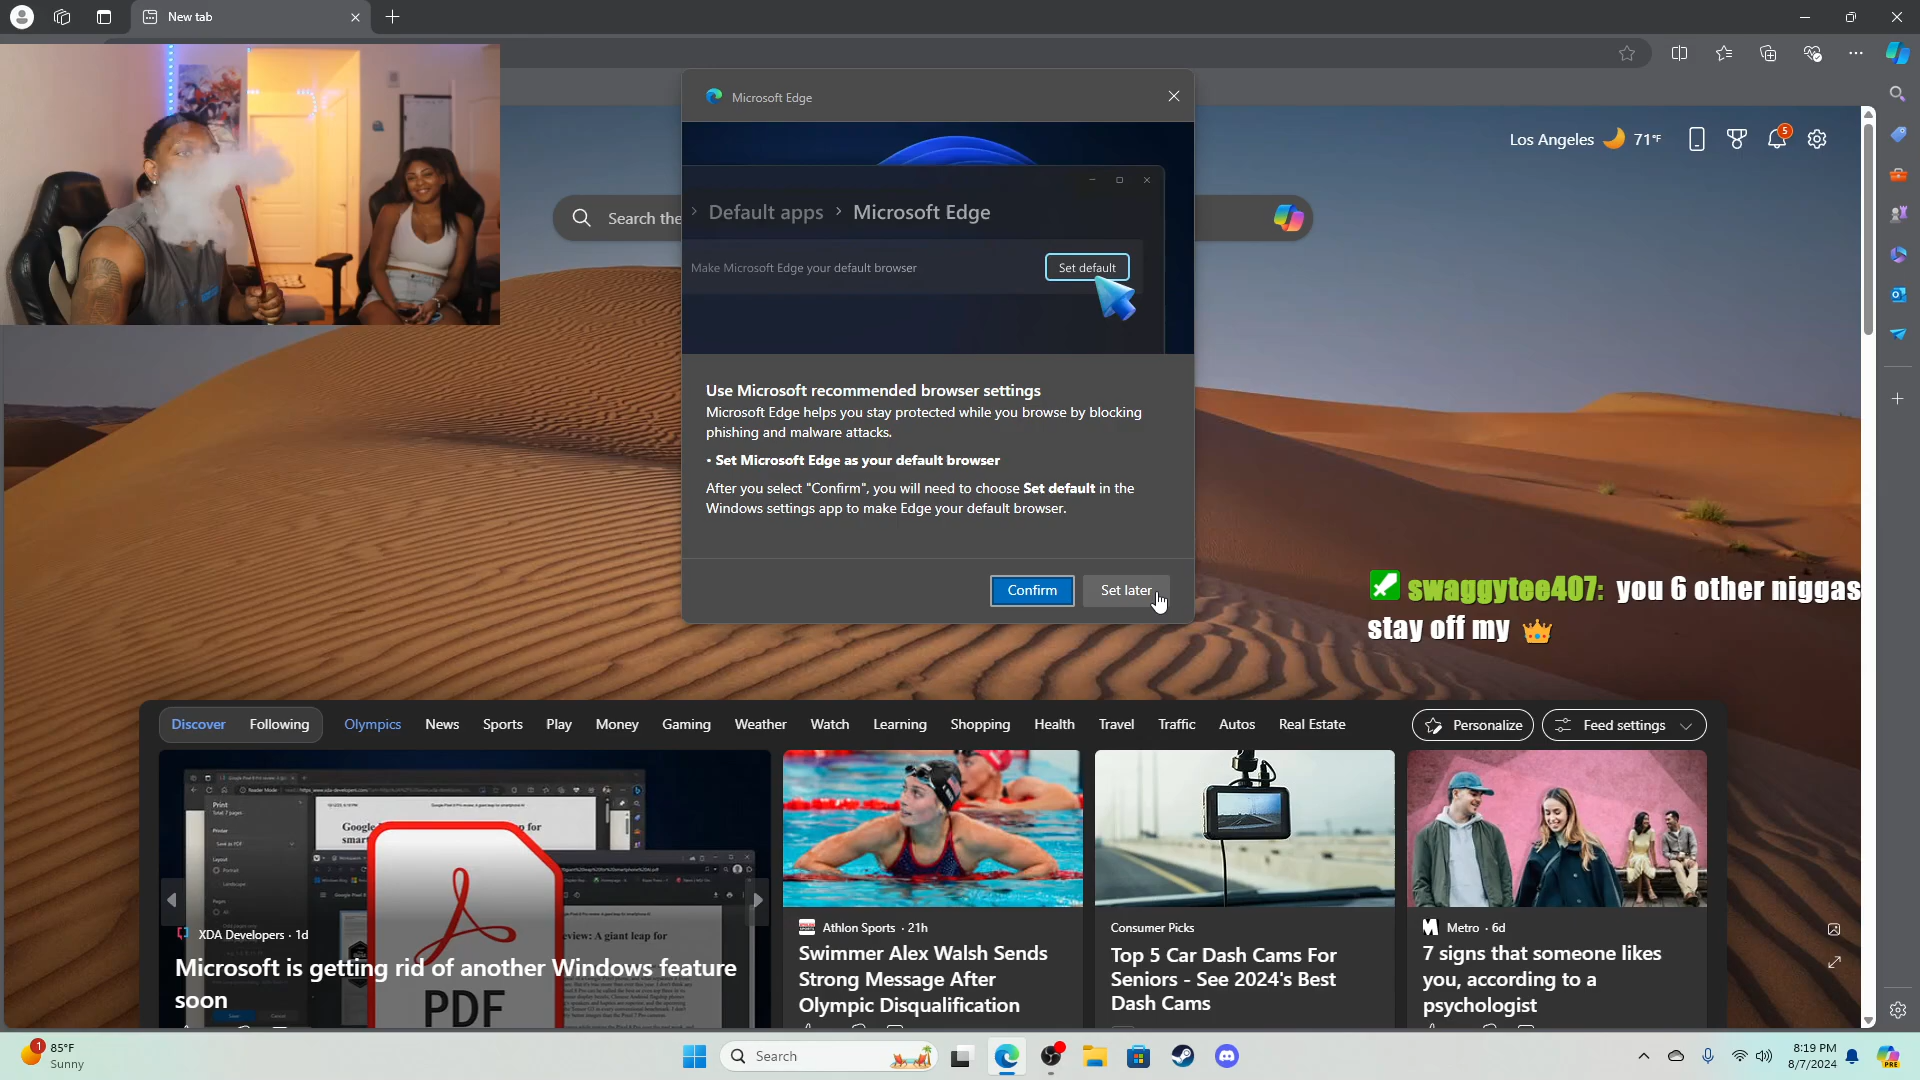 New tab
Microsoft Edge
Los Angeles 71°F
5
Default apps > Microsoft Edge
Search the
Make Microsoft Edge your default browser
Set default
Use Microsoft recommended browser settings
Microsoft Edge helps you stay protected while you browse by blocking
phishing and malware attacks.
• Set Microsoft Edge as your default browser
After you select "Confirm", you will need to choose Set default in the
Windows settings app to make Edge your default browser.
Confirm
Set later
swaggytee407: you 6 other niggas
stay off my
Discover Following Olympics News Sports Play Money Gaming Weather Watch Learning Shopping Health Travel Traffic Autos Real Estate
Personalize
Feed settings
XDA Developers · 1d
Microsoft is getting rid of another Windows feature
soon
PDF
Athlon Sports · 21h
Swimmer Alex Walsh Sends
Strong Message After
Olympic Disqualification
Consumer Picks
Top 5 Car Dash Cams For
Seniors - See 2024's Best
Dash Cams
Metro · 6d
7 signs that someone likes
you, according to a
psychologist
1
85°F
Sunny
Search
8:19 PM
8/7/2024
PRE